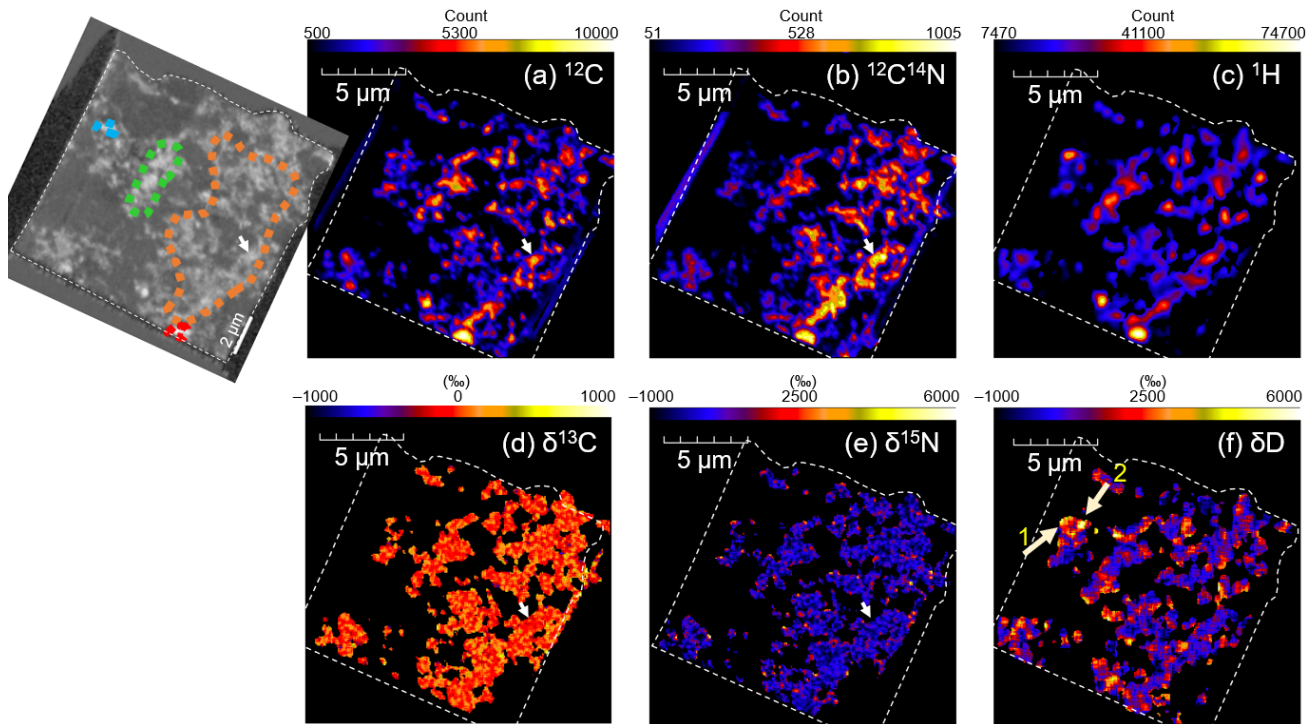 Count
500 5300 10000
(a) ¹²C
5 µm
Count
51 528 1005
(b) ¹²C¹⁴N
5 µm
Count
7470 41100 74700
(c) ¹H
5 µm
2 µm
(‰)
−1000 0 1000
(d) δ¹³C
5 µm
(‰)
−1000 2500 6000
(e) δ¹⁵N
5 µm
(‰)
−1000 2500 6000
(f) δD
5 µm
2
1